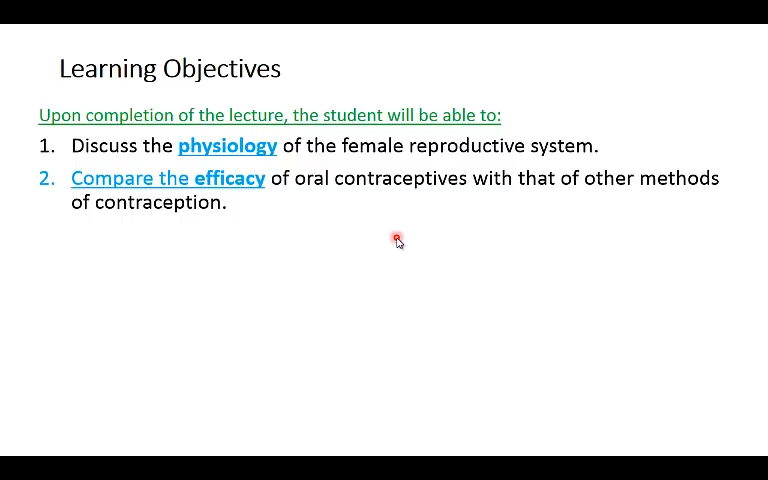 Learning Objectives
Upon completion of the lecture, the student will be able to:
1. Discuss the physiology of the female reproductive system.
2. Compare the efficacy of oral contraceptives with that of other methods
of contraception.